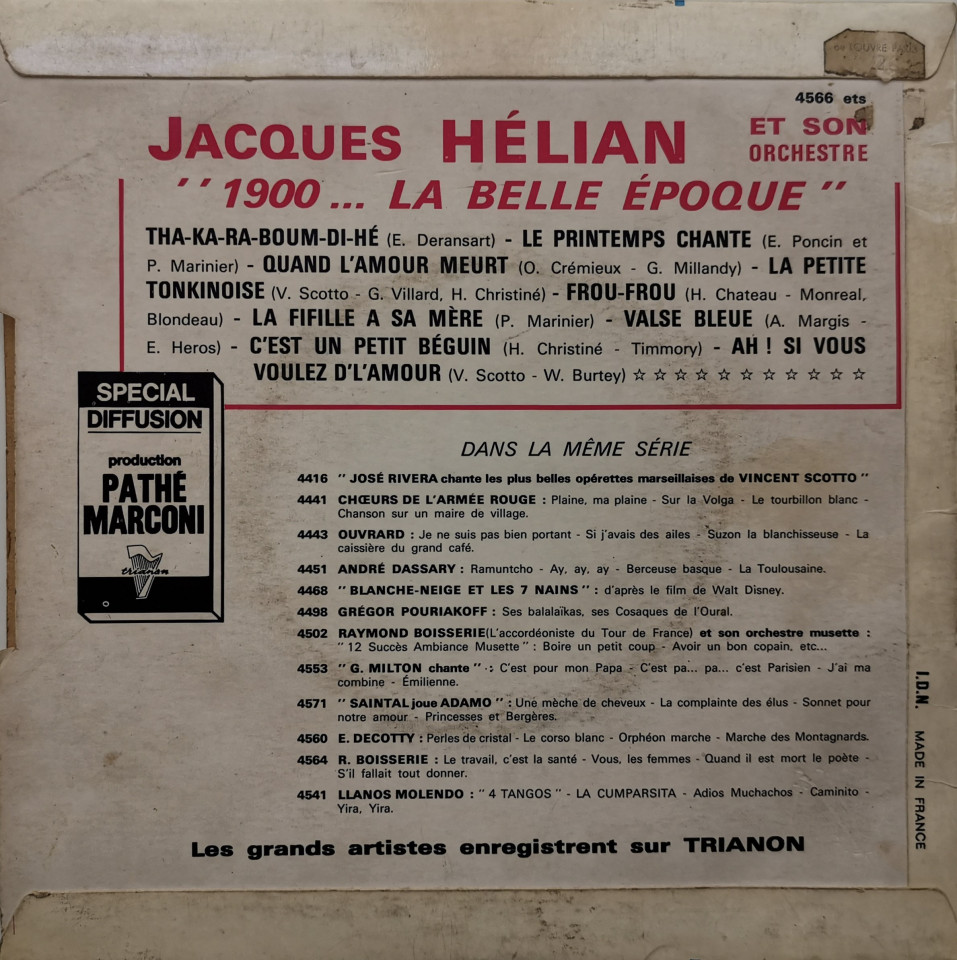 LOUVRE PARIS
4566 ets
JACQUES HÉLIAN ET SON ORCHESTRE
'' 1900 ... LA BELLE ÉPOQUE ''
THA-KA-RA-BOUM-DI-HÉ (E. Deransart) - LE PRINTEMPS CHANTE (E. Poncin et
P. Marinier) - QUAND L'AMOUR MEURT (O. Crémieux - G. Millandy) - LA PETITE
TONKINOISE (V. Scotto - G. Villard, H. Christiné) - FROU-FROU (H. Chateau - Monreal,
Blondeau) - LA FIFILLE A SA MÈRE (P. Marinier) - VALSE BLEUE (A. Margis -
E. Heros) - C'EST UN PETIT BÉGUIN (H. Christiné - Timmory) - AH ! SI VOUS
VOULEZ D'L'AMOUR (V. Scotto - W. Burtey) ☆ ☆ ☆ ☆ ☆ ☆ ☆ ☆ ☆ ☆ ☆ ☆
SPECIAL
DIFFUSION
production
PATHÉ
MARCONI
trianon
DANS LA MÊME SÉRIE
4416 '' JOSÉ RIVERA chante les plus belles opérettes marseillaises de VINCENT SCOTTO ''
4441 CHŒURS DE L'ARMÉE ROUGE : Plaine, ma plaine - Sur la Volga - Le tourbillon blanc -
Chanson sur un maire de village.
4443 OUVRARD : Je ne suis pas bien portant - Si j'avais des ailes - Suzon la blanchisseuse - La
caissière du grand café.
4451 ANDRÉ DASSARY : Ramuntcho - Ay, ay, ay - Berceuse basque - La Toulousaine.
4468 '' BLANCHE-NEIGE ET LES 7 NAINS '' : d'après le film de Walt Disney.
4498 GRÉGOR POURIAKOFF : Ses balalaïkas, ses Cosaques de l'Oural.
4502 RAYMOND BOISSERIE(L'accordéoniste du Tour de France) et son orchestre musette :
'' 12 Succès Ambiance Musette '' : Boire un petit coup - Avoir un bon copain, etc...
4553 '' G. MILTON chante '' : C'est pour mon Papa - C'est pa... pa... c'est Parisien - J'ai ma
combine - Émilienne.
4571 '' SAINTAL joue ADAMO '' : Une mèche de cheveux - La complainte des élus - Sonnet pour
notre amour - Princesses et Bergères.
4560 E. DECOTTY : Perles de cristal - Le corso blanc - Orphéon marche - Marche des Montagnards.
4564 R. BOISSERIE : Le travail, c'est la santé - Vous, les femmes - Quand il est mort le poète -
S'il fallait tout donner.
4541 LLANOS MOLENDO : '' 4 TANGOS '' - LA CUMPARSITA - Adios Muchachos - Caminito -
Yira, Yira.
Les grands artistes enregistrent sur TRIANON
I.D.N. MADE IN FRANCE